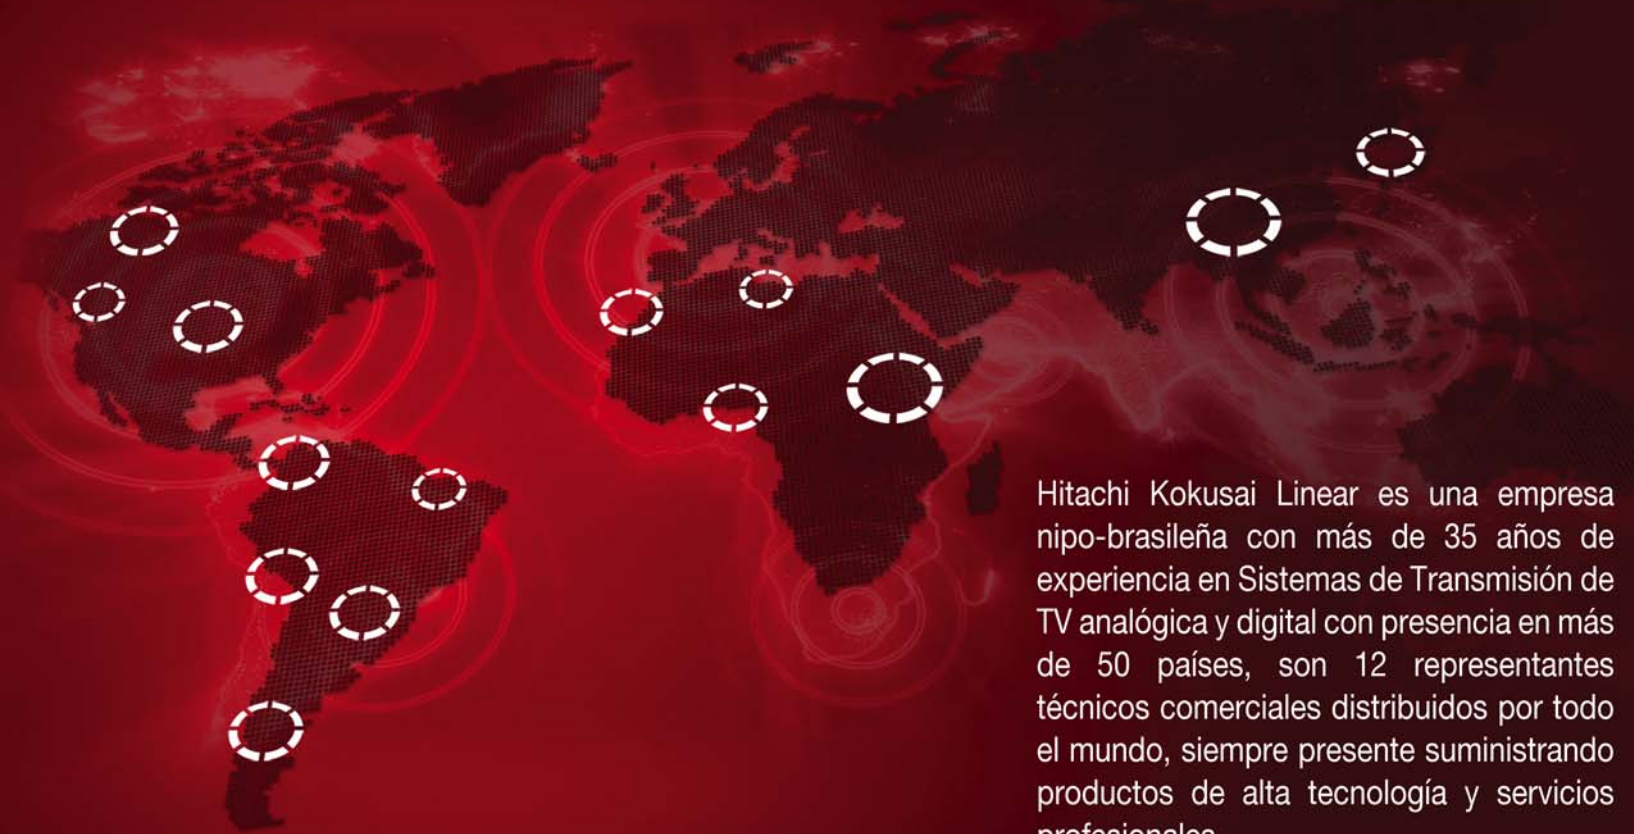 Hitachi Kokusai Linear es una empresa
nipo-brasileña con más de 35 años de
experiencia en Sistemas de Transmisión de
TV analógica y digital con presencia en más
de 50 países, son 12 representantes
técnicos comerciales distribuidos por todo
el mundo, siempre presente suministrando
productos de alta tecnología y servicios
profesionales